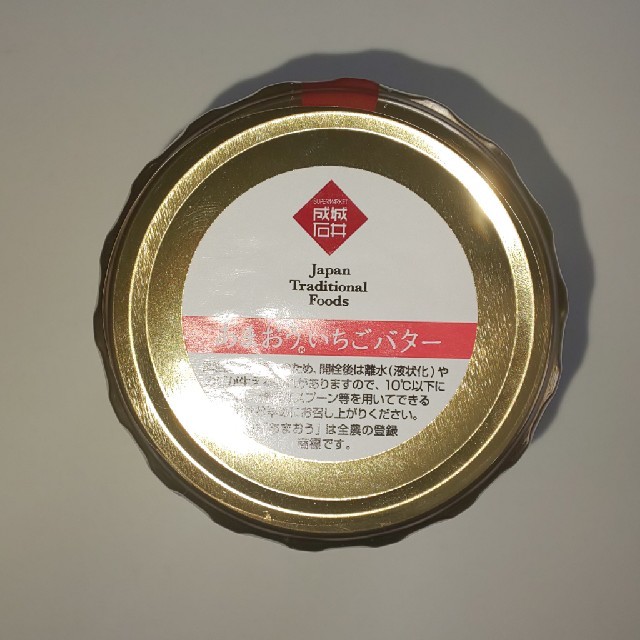 SUPERMARKET
成城
石井
Japan
Traditional
Foods
おう®いちごバター
ため、開栓後は離水(液状化)や
がありますので、10℃以下に
スプーン等を用いてできる
にお召し上がりください。
「あまおう」は全農の登録
商標です。